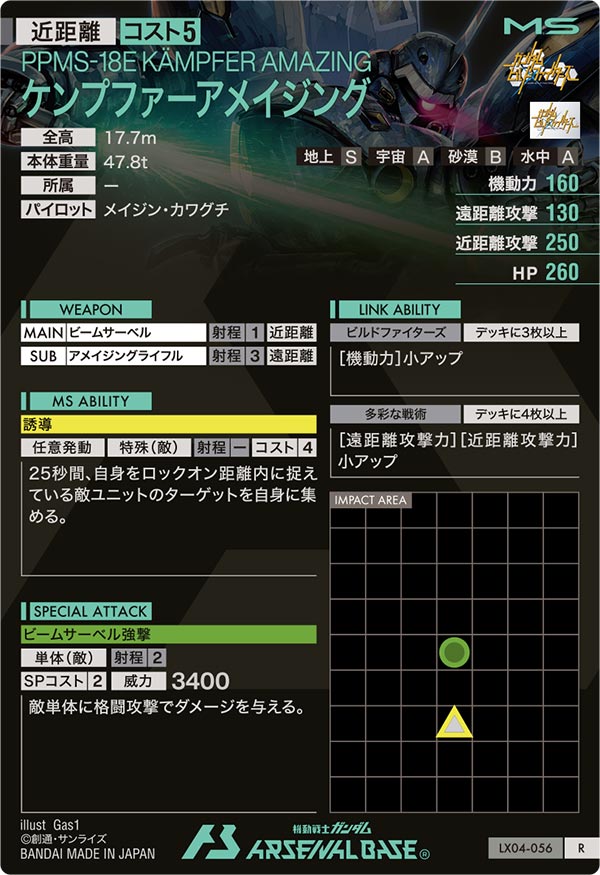 近距離 コスト5
MS
PPMS-18E KÄMPFER AMAZING
ケンプファーアメイジング
ガンダムビルドファイターズ
全高 17.7m
本体重量 47.8t
所属 ー
パイロット メイジン・カワグチ
地上 S 宇宙 A 砂漠 B 水中 A
機動力 160
遠距離攻撃 130
近距離攻撃 250
HP 260
WEAPON
MAIN ビームサーベル 射程 1 近距離
SUB アメイジングライフル 射程 3 遠距離
MS ABILITY
誘導
任意発動 特殊(敵) 射程 ー コスト 4
25秒間、自身をロックオン距離内に捉え
ている敵ユニットのターゲットを自身に集
める。
SPECIAL ATTACK
ビームサーベル強撃
単体(敵) 射程 2
SPコスト 2 威力 3400
敵単体に格闘攻撃でダメージを与える。
LINK ABILITY
ビルドファイターズ デッキに3枚以上
[機動力]小アップ
多彩な戦術 デッキに4枚以上
[遠距離攻撃力][近距離攻撃力]
小アップ
IMPACT AREA
illust Gas1
©創通・サンライズ
BANDAI MADE IN JAPAN
機動戦士ガンダム
ARSENAL BASE®
LX04-056 R